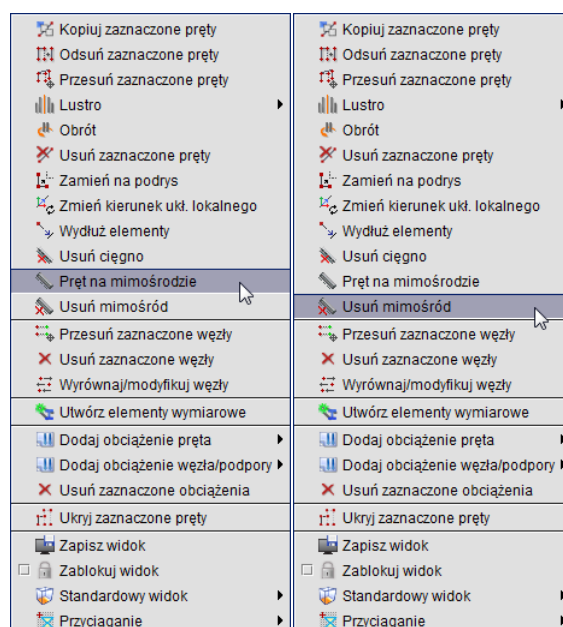 Kopiuj zaznaczone pręty
Odsuń zaznaczone pręty
Przesuń zaznaczone pręty
Lustro
Obrót
Usuń zaznaczone pręty
Zamień na podrys
Zmień kierunek ukł. lokalnego
Wydłuż elementy
Usuń cięgno
Pręt na mimośrodzie
Usuń mimośród
Przesuń zaznaczone węzły
Usuń zaznaczone węzły
Wyrównaj/modyfikuj węzły
Utwórz elementy wymiarowe
Dodaj obciążenie pręta
Dodaj obciążenie węzła/podpory
Usuń zaznaczone obciążenia
Ukryj zaznaczone pręty
Zapisz widok
Zablokuj widok
Standardowy widok
Przyciąganie
Kopiuj zaznaczone pręty
Odsuń zaznaczone pręty
Przesuń zaznaczone pręty
Lustro
Obrót
Usuń zaznaczone pręty
Zamień na podrys
Zmień kierunek ukł. lokalnego
Wydłuż elementy
Usuń cięgno
Pręt na mimośrodzie
Usuń mimośród
Przesuń zaznaczone węzły
Usuń zaznaczone węzły
Wyrównaj/modyfikuj węzły
Utwórz elementy wymiarowe
Dodaj obciążenie pręta
Dodaj obciążenie węzła/podpory
Usuń zaznaczone obciążenia
Ukryj zaznaczone pręty
Zapisz widok
Zablokuj widok
Standardowy widok
Przyciąganie